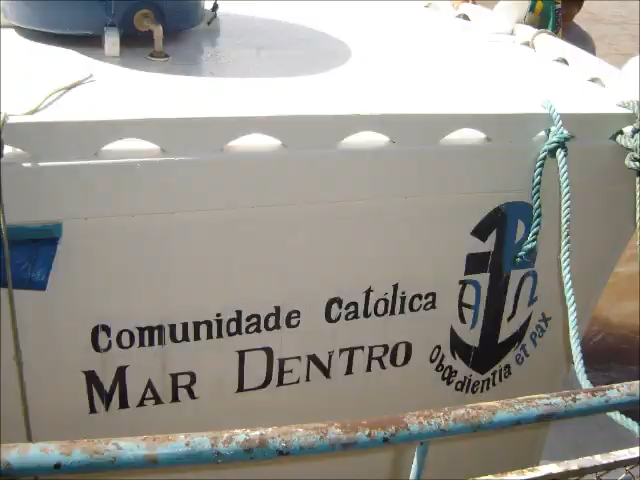 Comunidade Católica
MAR DENTRO
A Ω
Obœdientia et PAX